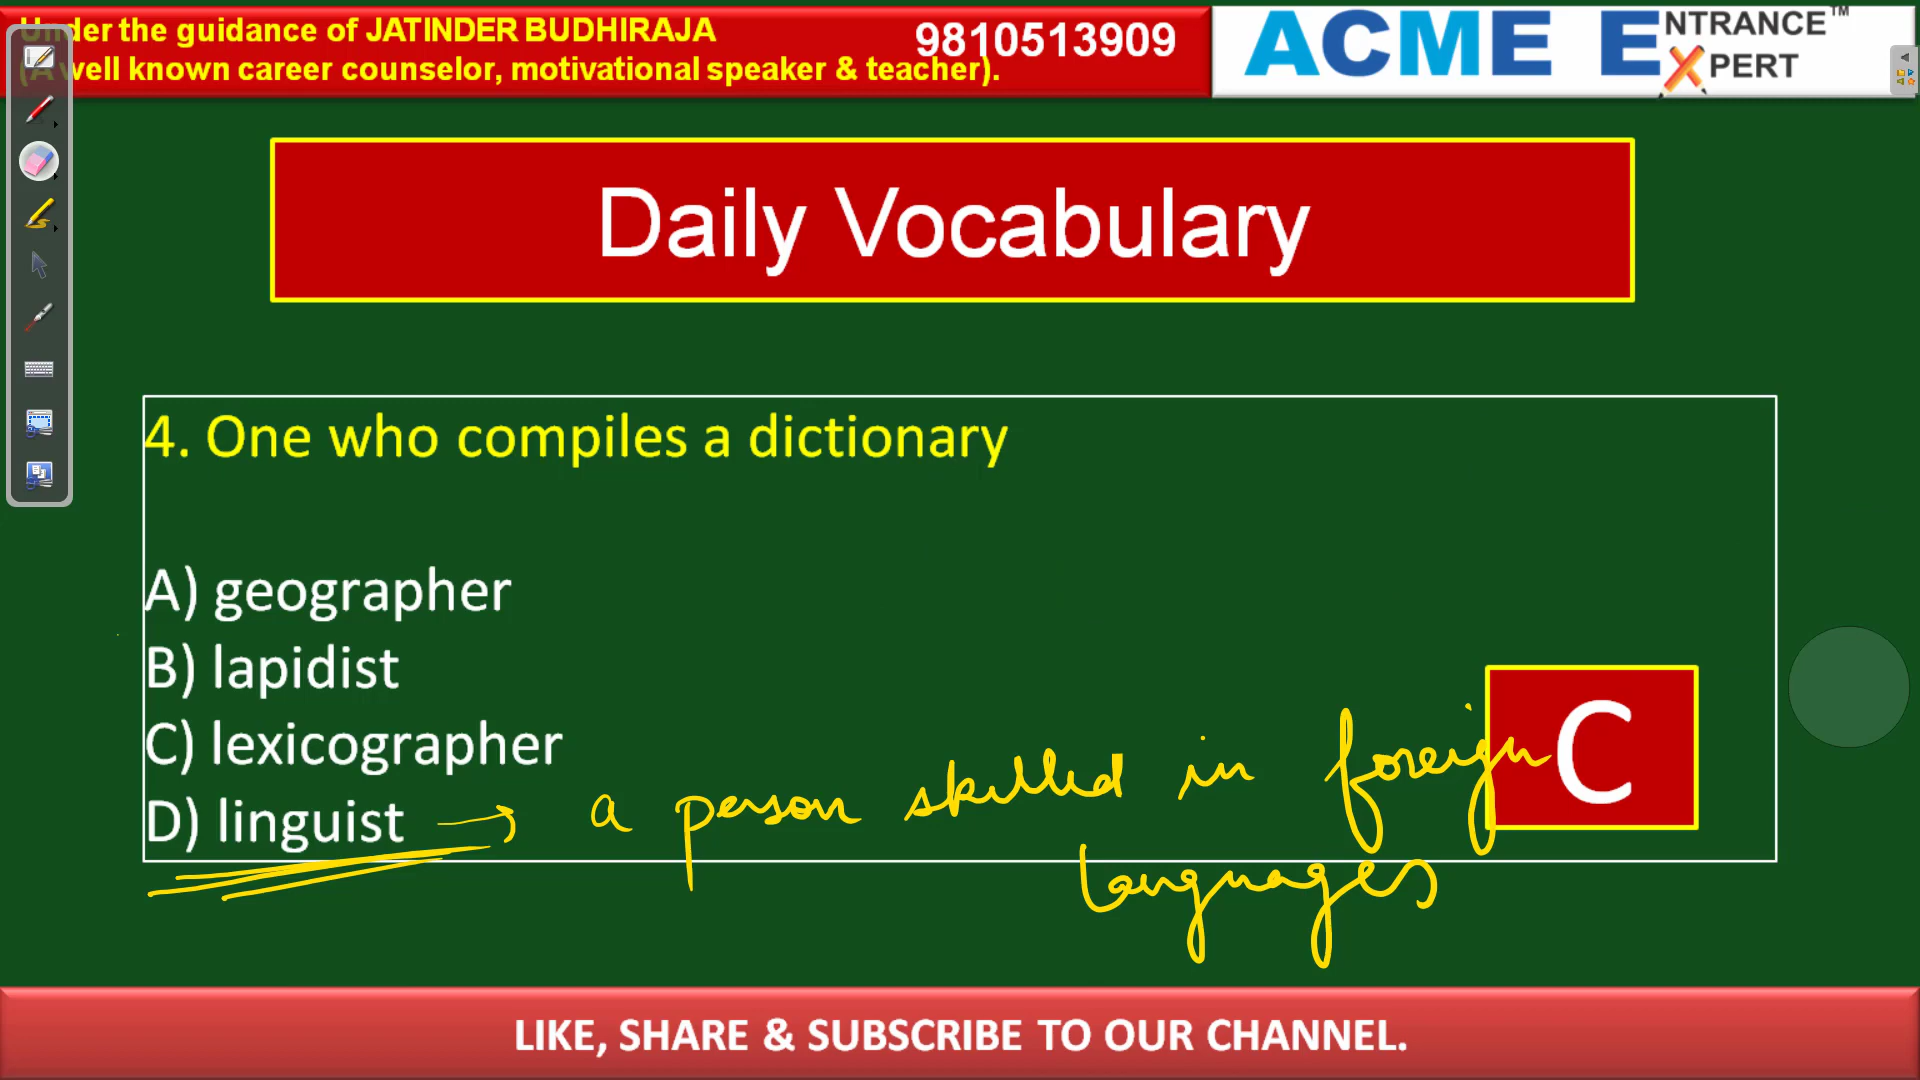 Under the guidance of JATINDER BUDHIRAJA
(A well known career counselor, motivational speaker & teacher).
9810513909
ACME ENTRANCE EXPERT™
Daily Vocabulary
4. One who compiles a dictionary
A) geographer
B) lapidist
C) lexicographer
D) linguist → a person skilled in foreign
languages
C
LIKE, SHARE & SUBSCRIBE TO OUR CHANNEL.